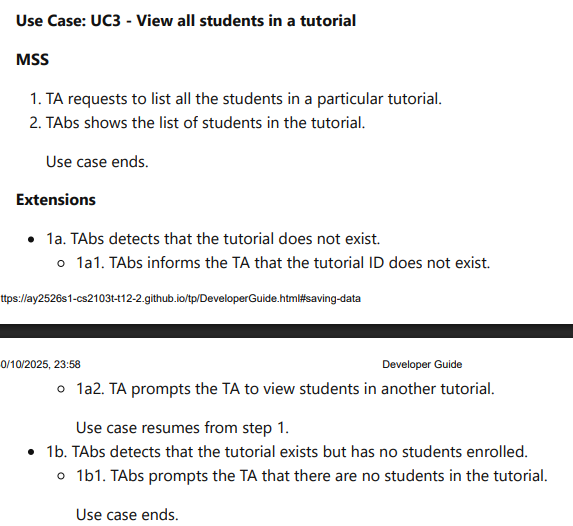 Use Case: UC3 - View all students in a tutorial
MSS
1. TA requests to list all the students in a particular tutorial.
2. TAbs shows the list of students in the tutorial.
Use case ends.
Extensions
• 1a. TAbs detects that the tutorial does not exist.
○ 1a1. TAbs informs the TA that the tutorial ID does not exist.
ttps://ay2526s1-cs2103t-t12-2.github.io/tp/DeveloperGuide.html#saving-data
0/10/2025, 23:58 Developer Guide
○ 1a2. TA prompts the TA to view students in another tutorial.
Use case resumes from step 1.
• 1b. TAbs detects that the tutorial exists but has no students enrolled.
○ 1b1. TAbs prompts the TA that there are no students in the tutorial.
Use case ends.